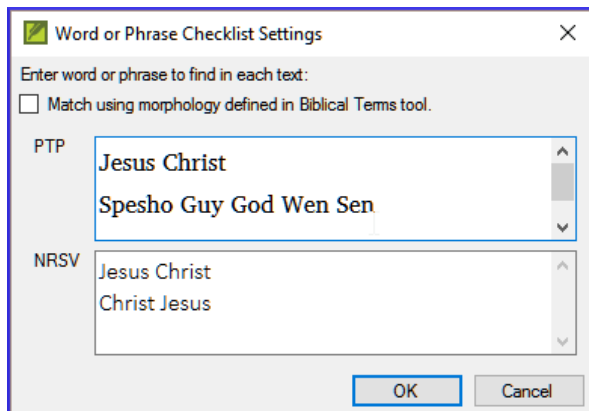 Word or Phrase Checklist Settings
Enter word or phrase to find in each text:
Match using morphology defined in Biblical Terms tool.
PTP
Jesus Christ
Spesho Guy God Wen Sen
NRSV
Jesus Christ
Christ Jesus
OK Cancel